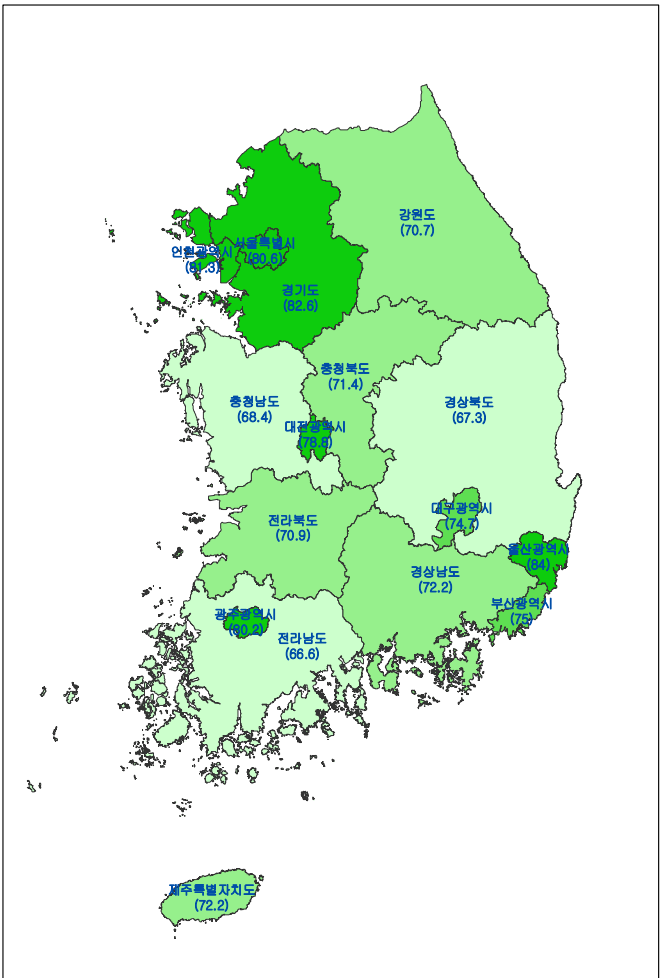 강원도
(70.7)
서울특별시
(80.6)
인천광역시
(81.3)
경기도
(82.6)
충청북도
(71.4)
충청남도
(68.4)
경상북도
(67.3)
대전광역시
(78.8)
대구광역시
(74.7)
전라북도
(70.9)
울산광역시
(84)
경상남도
(72.2)
부산광역시
(75)
광주광역시
(80.2)
전라남도
(66.6)
제주특별자치도
(72.2)